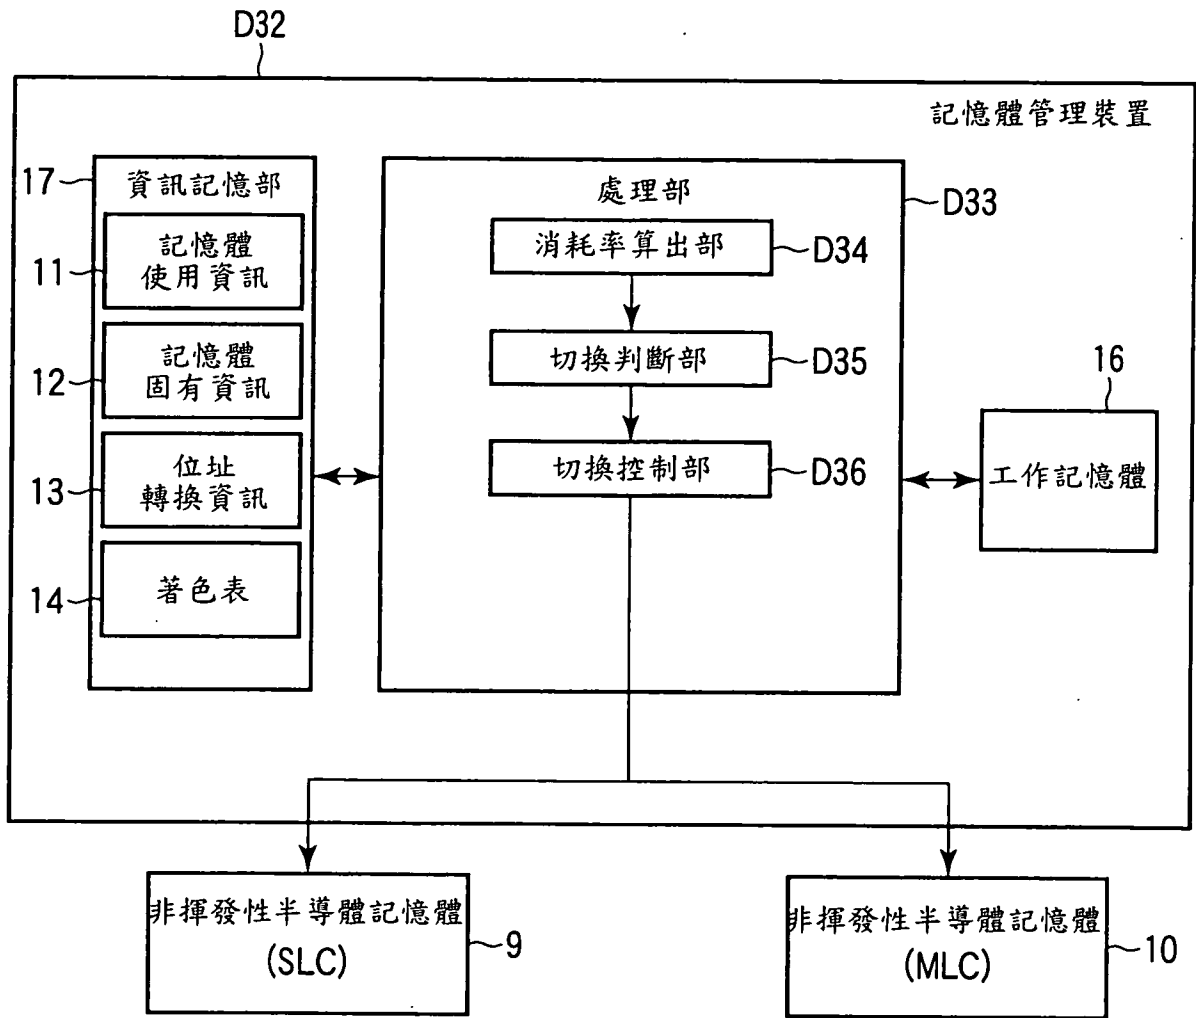 D32
記憶體管理裝置
17
資訊記憶部
記憶體
使用資訊
11
記憶體
固有資訊
12
位址
轉換資訊
13
著色表
14
處理部
D33
消耗率算出部
D34
切換判斷部
D35
切換控制部
D36
16
工作記憶體
非揮發性半導體記憶體
(SLC)
9
非揮發性半導體記憶體
(MLC)
10